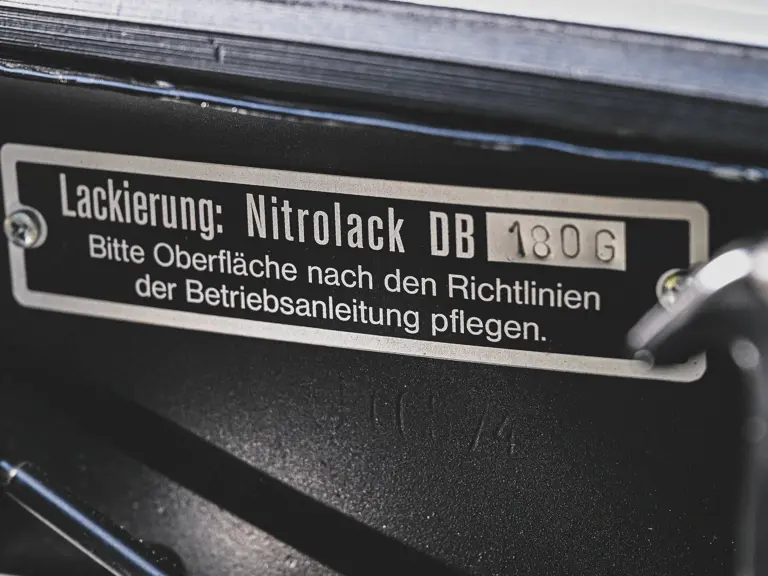 Lackierung: Nitrolack DB 180G
Bitte Oberfläche nach den Richtlinien
der Betriebsanleitung pflegen.